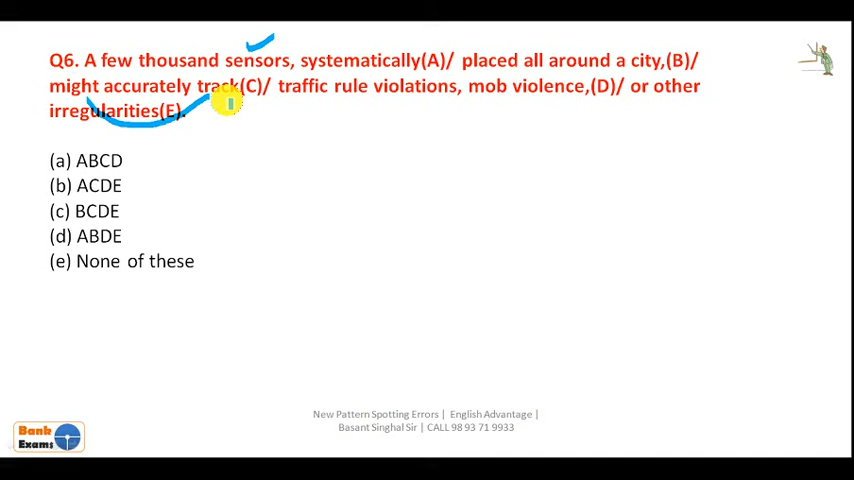 Q6. A few thousand sensors, systematically(A)/ placed all around a city,(B)/
might accurately track(C)/ traffic rule violations, mob violence,(D)/ or other
irregularities(E).
(a) ABCD
(b) ACDE
(c) BCDE
(d) ABDE
(e) None of these
New Pattern Spotting Errors | English Advantage |
Basant Singhal Sir | CALL 98 93 71 9933
Bank
Exams